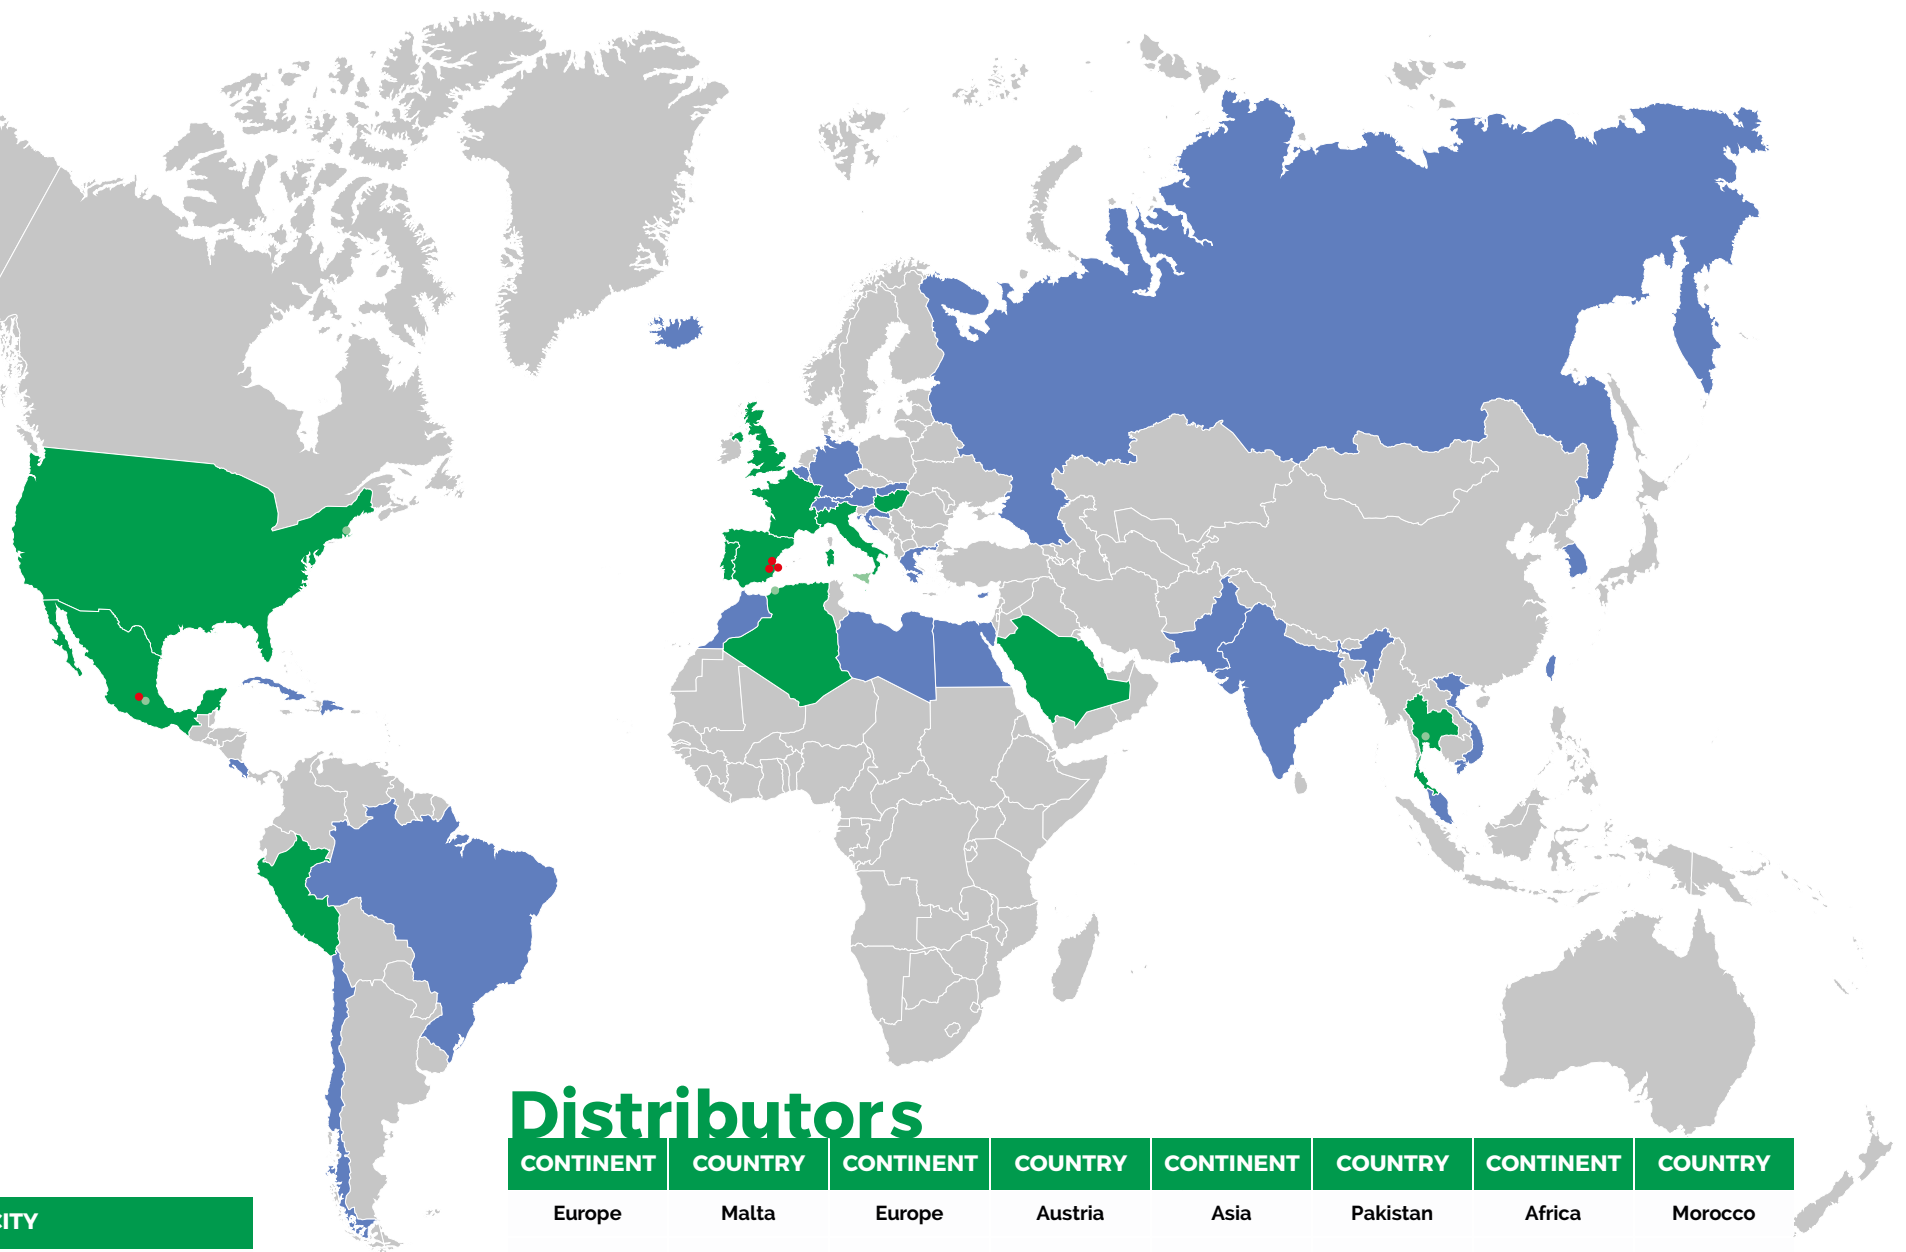 Distributors
CONTINENT COUNTRY CONTINENT COUNTRY CONTINENT COUNTRY CONTINENT COUNTRY
Europe Malta Europe Austria Asia Pakistan Africa Morocco